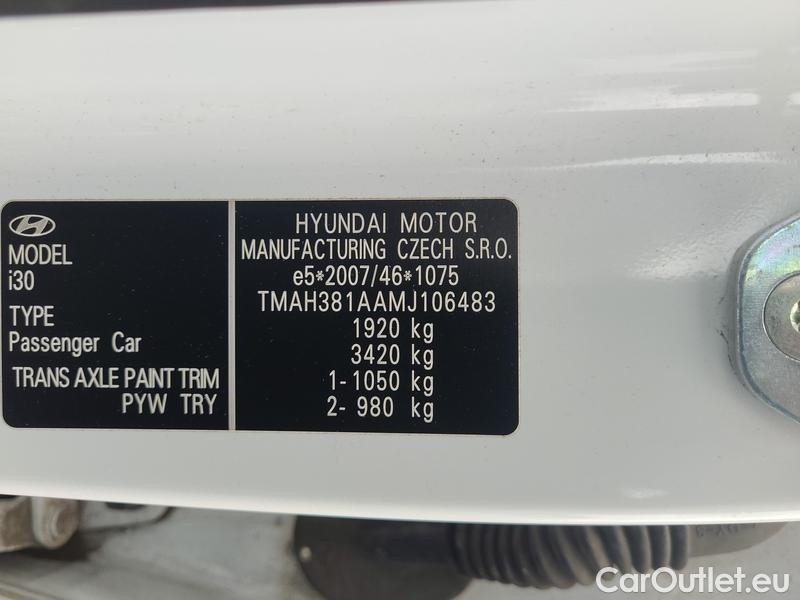 MODEL
i30
TYPE
Passenger Car
TRANS AXLE PAINT TRIM
PYW TRY
HYUNDAI MOTOR
MANUFACTURING CZECH S.R.O.
e5*2007/46*1075
TMAH381AAMJ106483
1920 kg
3420 kg
1- 1050 kg
2- 980 kg
CarOutlet.eu